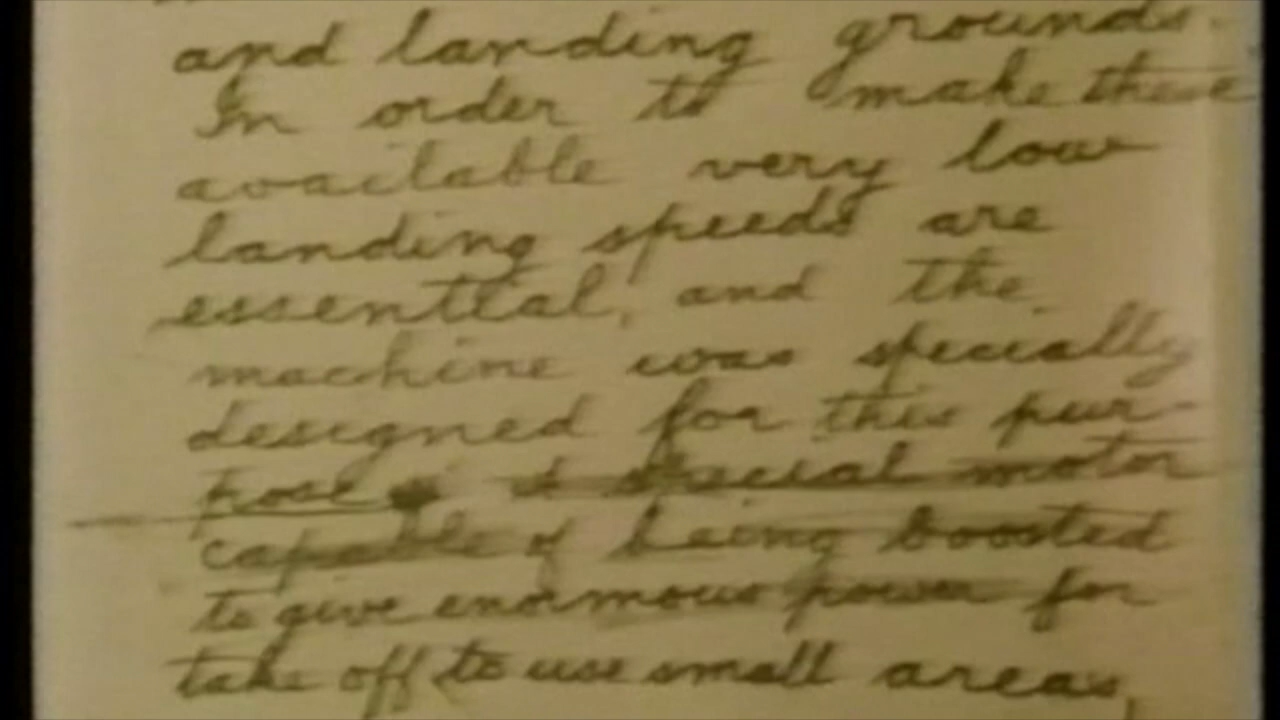 and landing grounds.
In order to make these
available very low
landing speeds are
essential, and the
machine was specially
designed for this pur-
pose. A special motor
capable of being boosted
to give enormous power for
take off to use small areas,